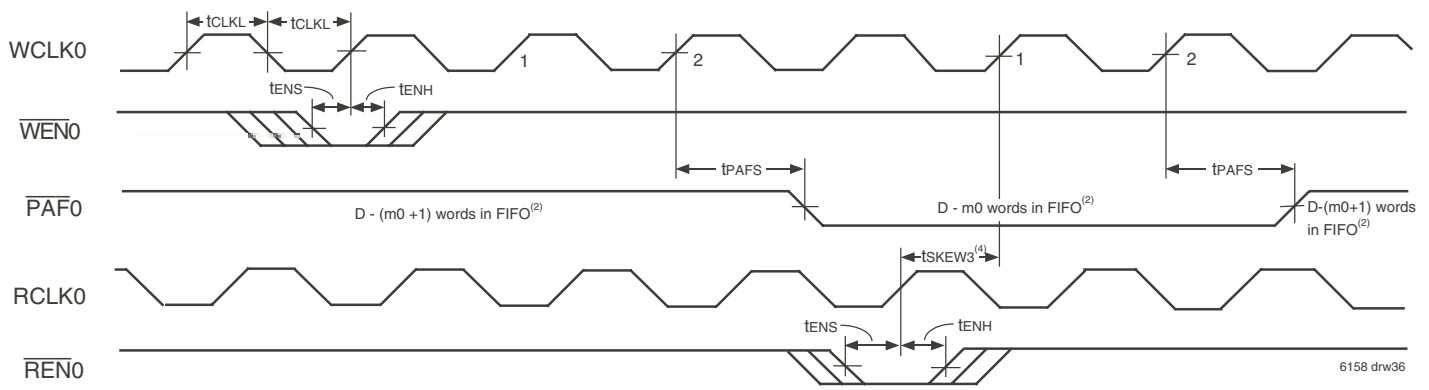 tCLKL tCLKL
WCLK0
1 2 1 2
tENS tENH
WEN0
tPAFS tPAFS
PAF0
D - (m0 +1) words in FIFO(2)
D - m0 words in FIFO(2)
D-(m0+1) words
in FIFO(2)
tSKEW3(4)
RCLK0
tENS tENH
REN0
6158 drw36